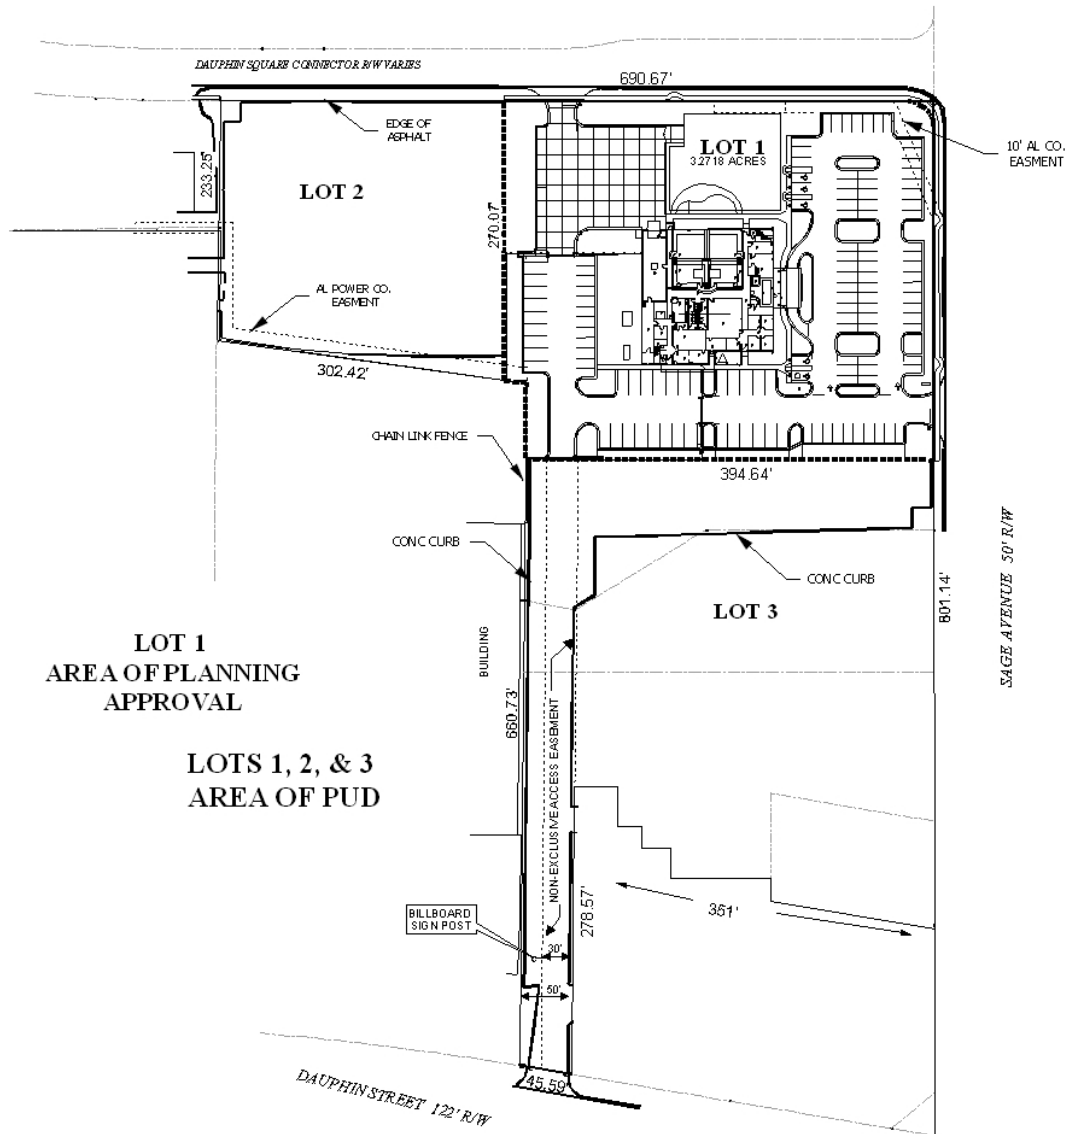 DAUPHIN SQUARE CONNECTOR R/W VARIES
690.67'
EDGE OF
ASPHALT
LOT 1
3.2718 ACRES
10' AL CO.
EASMENT
233.25'
LOT 2
270.07'
AL POWER CO.
EASMENT
302.42'
CHAIN LINK FENCE
394.64'
CONC CURB
CONC CURB
SAGE AVENUE 50' R/W
801.14'
LOT 3
LOT 1
AREA OF PLANNING
APPROVAL
BUILDING
660.73'
NON-EXCLUSIVE ACCESS EASEMENT
LOTS 1, 2, & 3
AREA OF PUD
278.57'
351'
BILLBOARD
SIGN POST
30'
50'
45.59'
DAUPHIN STREET 122' R/W